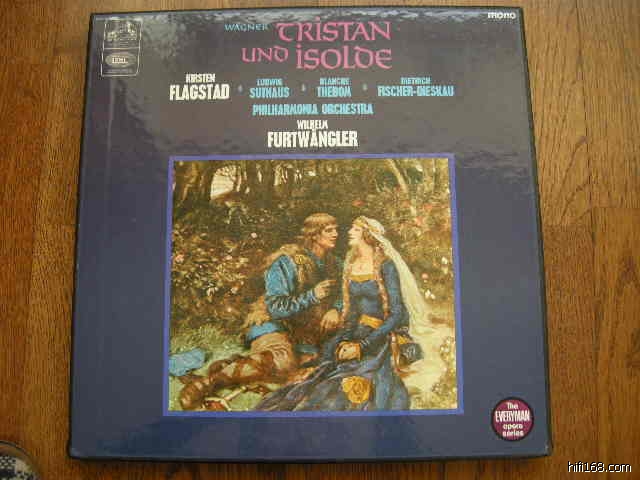 WAGNER TRISTAN
UND ISOLDE
mono
EMI
KIRSTEN
FLAGSTAD
LUDWIG
SUTHAUS
BLANCHE
THEBOM
DIETRICH
FISCHER-DIESKAU
PHILHARMONIA ORCHESTRA
WILHELM
FURTWÄNGLER
The
EVERYMAN
opera
series
hifi168.com